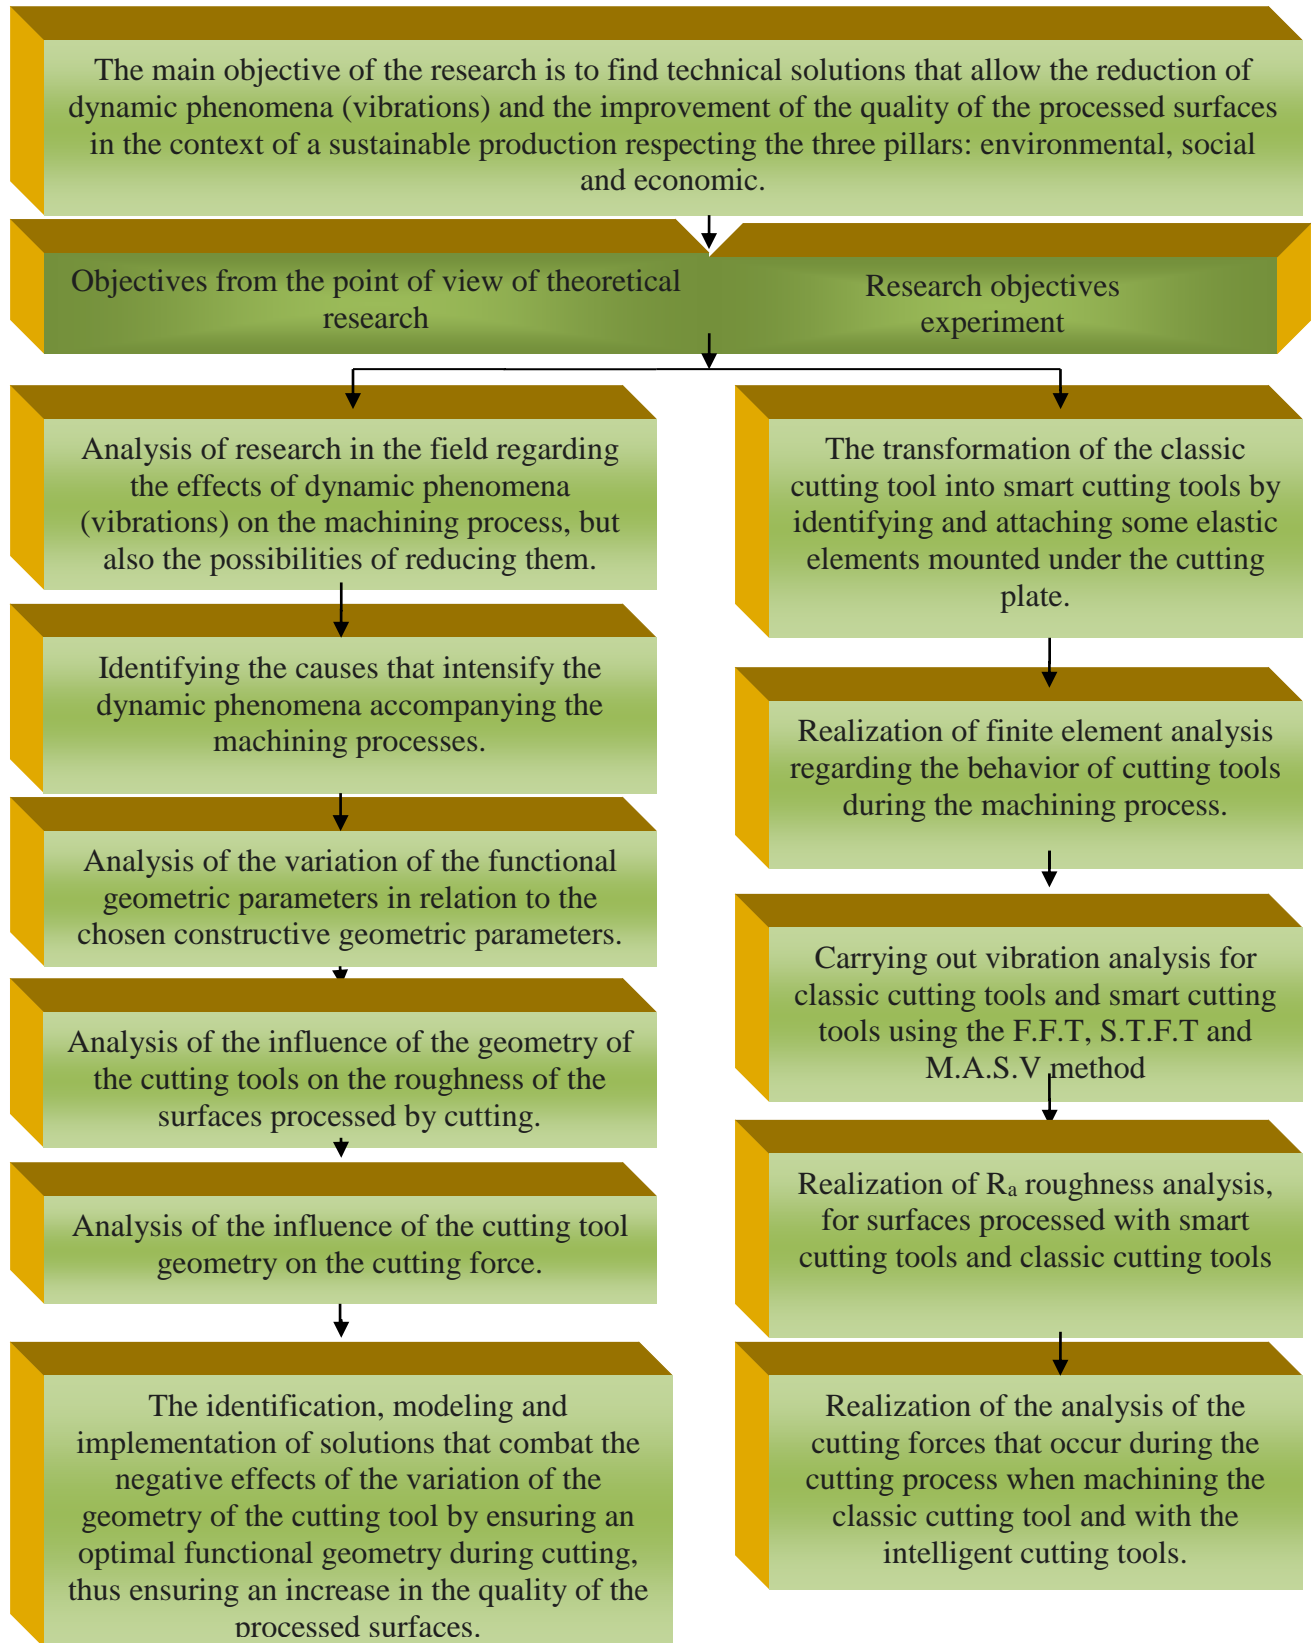 The main objective of the research is to find technical solutions that allow the reduction of
dynamic phenomena (vibrations) and the improvement of the quality of the processed surfaces
in the context of a sustainable production respecting the three pillars: environmental, social
and economic.
Objectives from the point of view of theoretical
research
Research objectives
experiment
Analysis of research in the field regarding
the effects of dynamic phenomena
(vibrations) on the machining process, but
also the possibilities of reducing them.
Identifying the causes that intensify the
dynamic phenomena accompanying the
machining processes.
Analysis of the variation of the functional
geometric parameters in relation to the
chosen constructive geometric parameters.
Analysis of the influence of the geometry of
the cutting tools on the roughness of the
surfaces processed by cutting.
Analysis of the influence of the cutting tool
geometry on the cutting force.
The identification, modeling and
implementation of solutions that combat the
negative effects of the variation of the
geometry of the cutting tool by ensuring an
optimal functional geometry during cutting,
thus ensuring an increase in the quality of the
processed surfaces.
The transformation of the classic
cutting tool into smart cutting tools by
identifying and attaching some elastic
elements mounted under the cutting
plate.
Realization of finite element analysis
regarding the behavior of cutting tools
during the machining process.
Carrying out vibration analysis for
classic cutting tools and smart cutting
tools using the F.F.T, S.T.F.T and
M.A.S.V method
Realization of Rₐ roughness analysis,
for surfaces processed with smart
cutting tools and classic cutting tools
Realization of the analysis of the
cutting forces that occur during the
cutting process when machining the
classic cutting tool and with the
intelligent cutting tools.